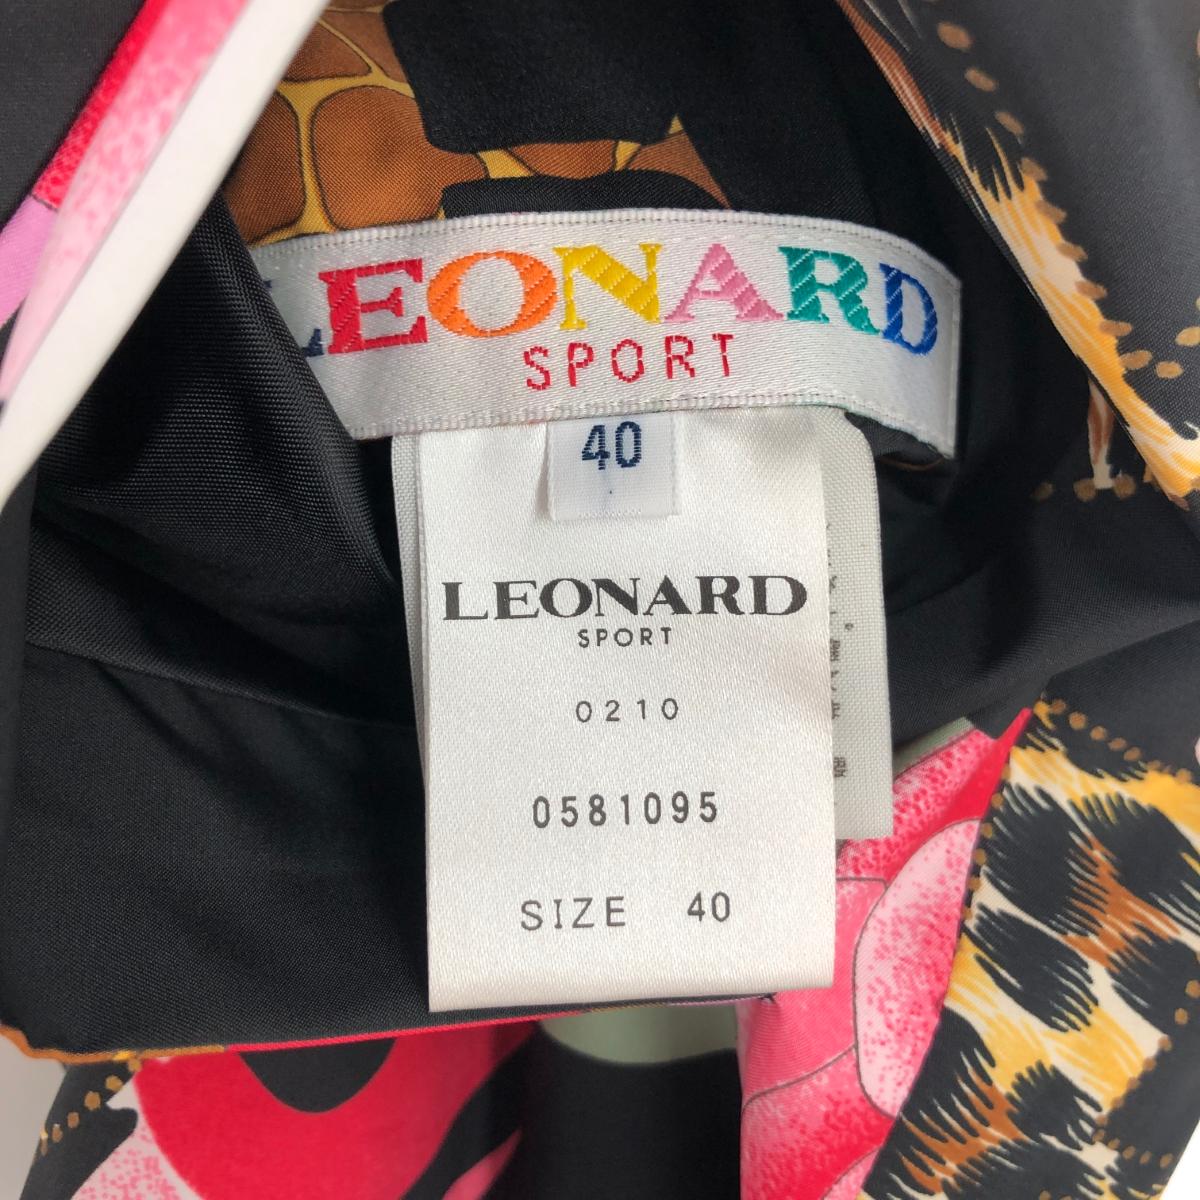 LEONARD
SPORT
40
LEONARD
SPORT
0210
0581095
SIZE 40